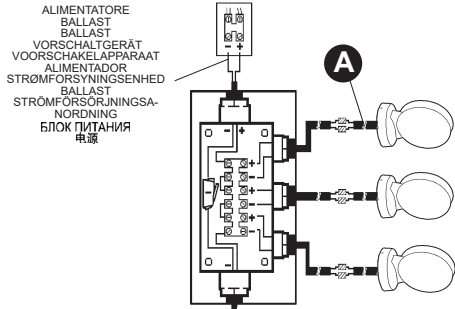 ALIMENTATORE
BALLAST
BALLAST
VORSCHALTGERÄT
VOORSCHAKELAPPARAAT
ALIMENTADOR
STRØMFORSYNINGSENHED
BALLAST
STRÖMFÖRSÖRJNINGSA-
NORDNING
БЛОК ПИТАНИЯ
电源
- +
A
- +
+
-
+
-
+
-
-